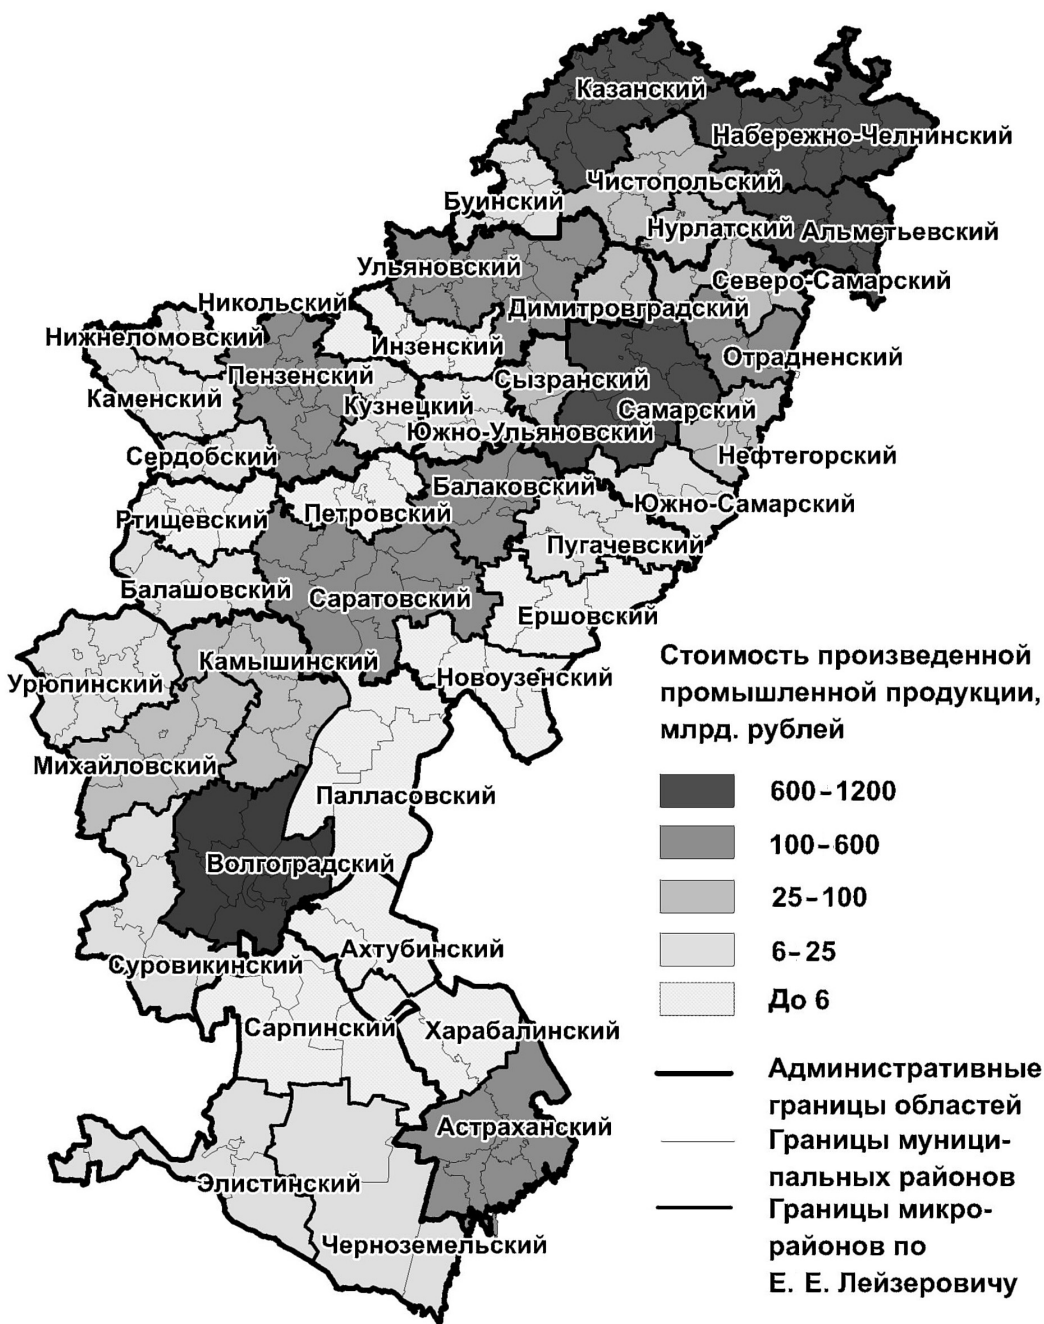 Казанский
Набережно-Челнинский
Чистопольский
Буинский
Нурлатский
Альметьевский
Ульяновский
Северо-Самарский
Никольский
Димитровградский
Нижнеломовский
Инзенский
Отрадненский
Пензенский
Сызранский
Каменский
Кузнецкий
Самарский
Южно-Ульяновский
Сердобский
Нефтегорский
Балаковский
Южно-Самарский
Ртищевский
Петровский
Пугачевский
Балашовский
Саратовский
Ершовский
Камышинский
Урюпинский
Новоузенский
Михайловский
Палласовский
Волгоградский
Ахтубинский
Суровикинский
Сарпинский
Харабалинский
Астраханский
Элистинский
Черноземельский
Стоимость произведенной
промышленной продукции,
млрд. рублей
600–1200
100–600
25–100
6–25
До 6
Административные
границы областей
Границы муници-
пальных районов
Границы микро-
районов по
Е. Е. Лейзеровичу